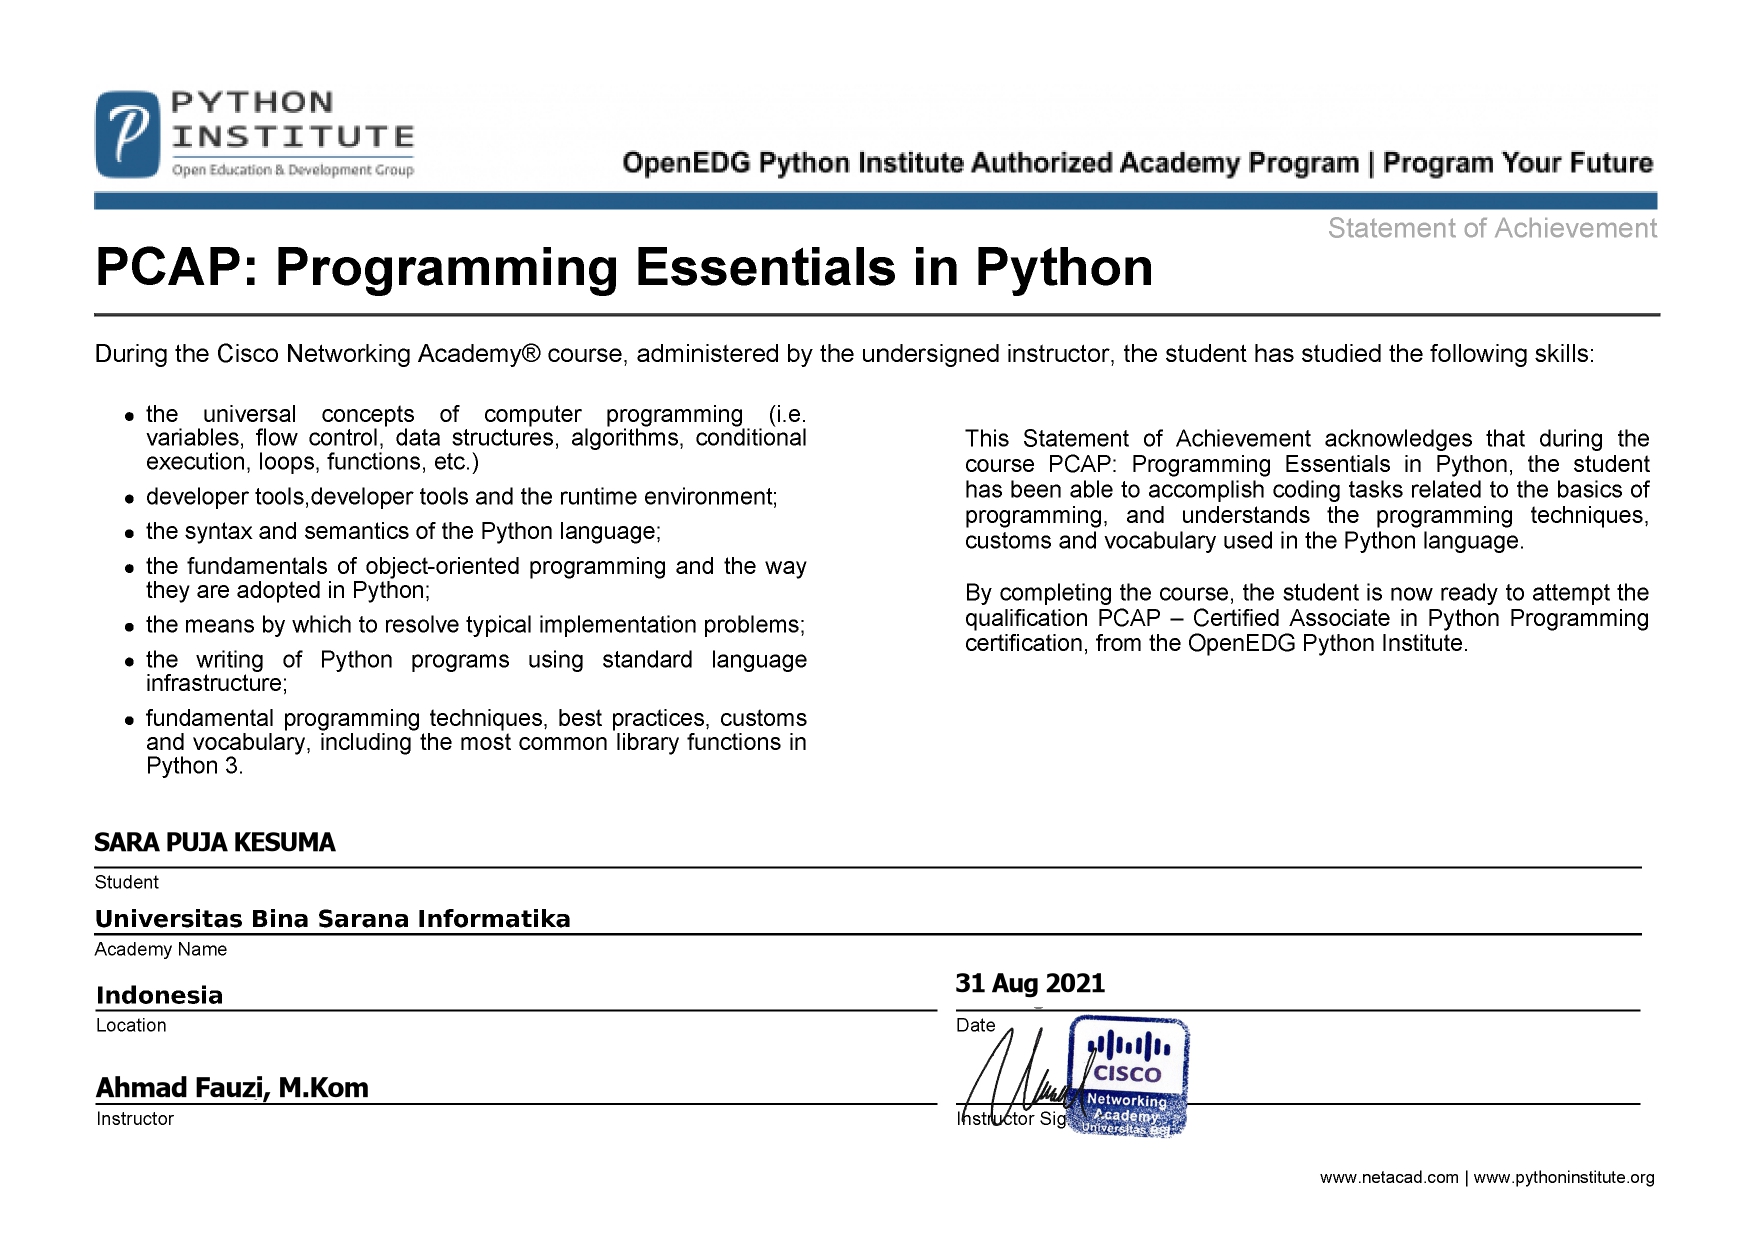 PYTHON
INSTITUTE
Open Education & Development Group
OpenEDG Python Institute Authorized Academy Program | Program Your Future
Statement of Achievement
PCAP: Programming Essentials in Python
During the Cisco Networking Academy® course, administered by the undersigned instructor, the student has studied the following skills:
• the universal concepts of computer programming (i.e.
variables, flow control, data structures, algorithms, conditional
execution, loops, functions, etc.)
• developer tools,developer tools and the runtime environment;
• the syntax and semantics of the Python language;
• the fundamentals of object-oriented programming and the way
they are adopted in Python;
• the means by which to resolve typical implementation problems;
• the writing of Python programs using standard language
infrastructure;
• fundamental programming techniques, best practices, customs
and vocabulary, including the most common library functions in
Python 3.
This Statement of Achievement acknowledges that during the
course PCAP: Programming Essentials in Python, the student
has been able to accomplish coding tasks related to the basics of
programming, and understands the programming techniques,
customs and vocabulary used in the Python language.
By completing the course, the student is now ready to attempt the
qualification PCAP – Certified Associate in Python Programming
certification, from the OpenEDG Python Institute.
SARA PUJA KESUMA
Student
Universitas Bina Sarana Informatika
Academy Name
Indonesia
Location
31 Aug 2021
Date
Ahmad Fauzi, M.Kom
Instructor
Instructor Sig
CISCO
Networking
Academy
Universitas BSI
www.netacad.com | www.pythoninstitute.org